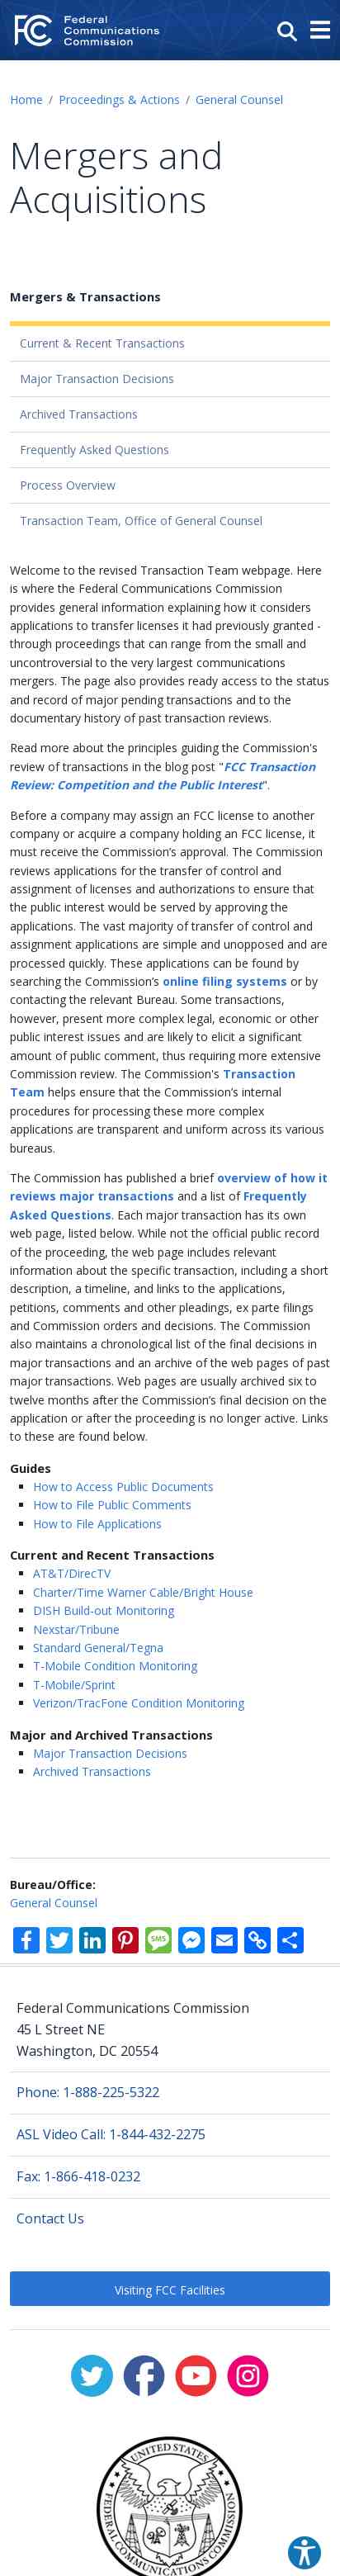 FCC Federal
Communications
Commission
Home / Proceedings & Actions / General Counsel
Mergers and
Acquisitions
Mergers & Transactions
Current & Recent Transactions
Major Transaction Decisions
Archived Transactions
Frequently Asked Questions
Process Overview
Transaction Team, Office of General Counsel
Welcome to the revised Transaction Team webpage. Here
is where the Federal Communications Commission
provides general information explaining how it considers
applications to transfer licenses it had previously granted -
through proceedings that can range from the small and
uncontroversial to the very largest communications
mergers. The page also provides ready access to the status
and record of major pending transactions and to the
documentary history of past transaction reviews.
Read more about the principles guiding the Commission's
review of transactions in the blog post "FCC Transaction
Review: Competition and the Public Interest".
Before a company may assign an FCC license to another
company or acquire a company holding an FCC license, it
must receive the Commission’s approval. The Commission
reviews applications for the transfer of control and
assignment of licenses and authorizations to ensure that
the public interest would be served by approving the
applications. The vast majority of transfer of control and
assignment applications are simple and unopposed and are
processed quickly. These applications can be found by
searching the Commission’s online filing systems or by
contacting the relevant Bureau. Some transactions,
however, present more complex legal, economic or other
public interest issues and are likely to elicit a significant
amount of public comment, thus requiring more extensive
Commission review. The Commission's Transaction
Team helps ensure that the Commission’s internal
procedures for processing these more complex
applications are transparent and uniform across its various
bureaus.
The Commission has published a brief overview of how it
reviews major transactions and a list of Frequently
Asked Questions. Each major transaction has its own
web page, listed below. While not the official record
of the proceeding, the web page includes relevant
information about the specific transaction, including a short
description, a timeline, and links to the applications,
petitions, comments and other pleadings, ex parte filings
and Commission orders and decisions. The Commission
also maintains a chronological list of the final decisions in
major transactions and an archive of the web pages of past
major transactions. Web pages are usually archived six to
twelve months after the Commission’s final decision on the
application or after the proceeding is no longer active. Links
to these are found below.
Guides
How to Access Public Documents
How to File Public Comments
How to File Applications
Current and Recent Transactions
AT&T/DirecTV
Charter/Time Warner Cable/Bright House
DISH Build-out Monitoring
Nexstar/Tribune
Standard General/Tegna
T-Mobile Condition Monitoring
T-Mobile/Sprint
Verizon/TracFone Condition Monitoring
Major and Archived Transactions
Major Transaction Decisions
Archived Transactions
Bureau/Office:
General Counsel
SMS
Federal Communications Commission
45 L Street NE
Washington, DC 20554
Phone: 1-888-225-5322
ASL Video Call: 1-844-432-2275
Fax: 1-866-418-0232
Contact Us
Visiting FCC Facilities
UNITED STATES
FEDERAL COMMUNICATIONS COMMISSION